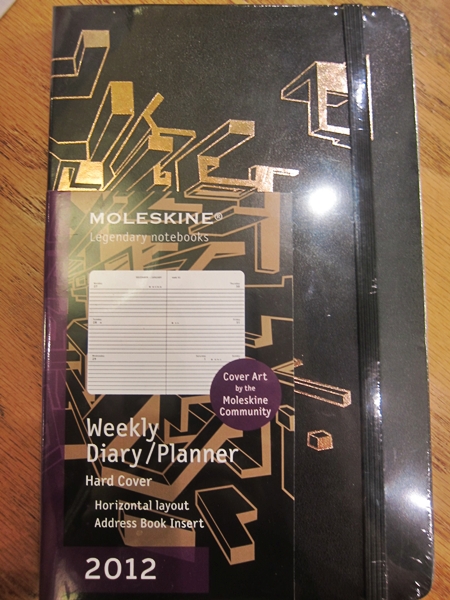 MOLESKINE®
Legendary notebooks
Cover Art
by the
Moleskine
Community
Weekly
Diary/Planner
Hard Cover
Horizontal layout
Address Book Insert
2012